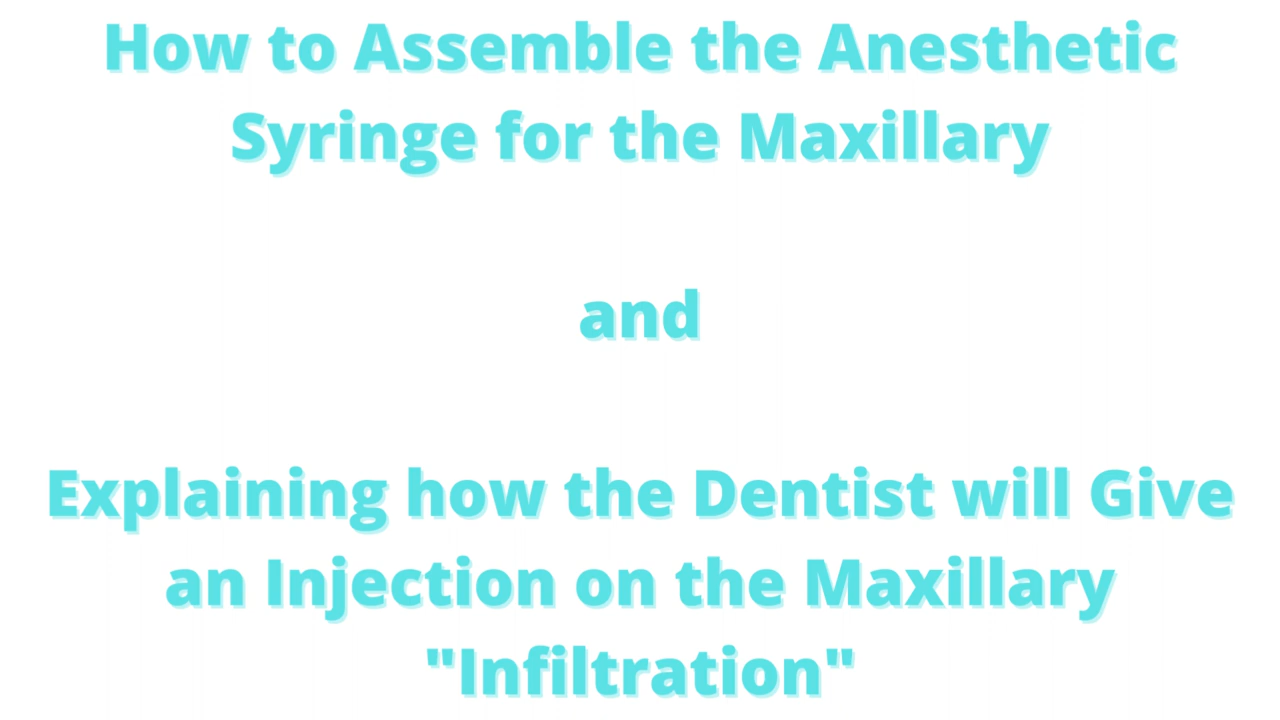 How to Assemble the Anesthetic
Syringe for the Maxillary
and
Explaining how the Dentist will Give
an Injection on the Maxillary
"Infiltration"